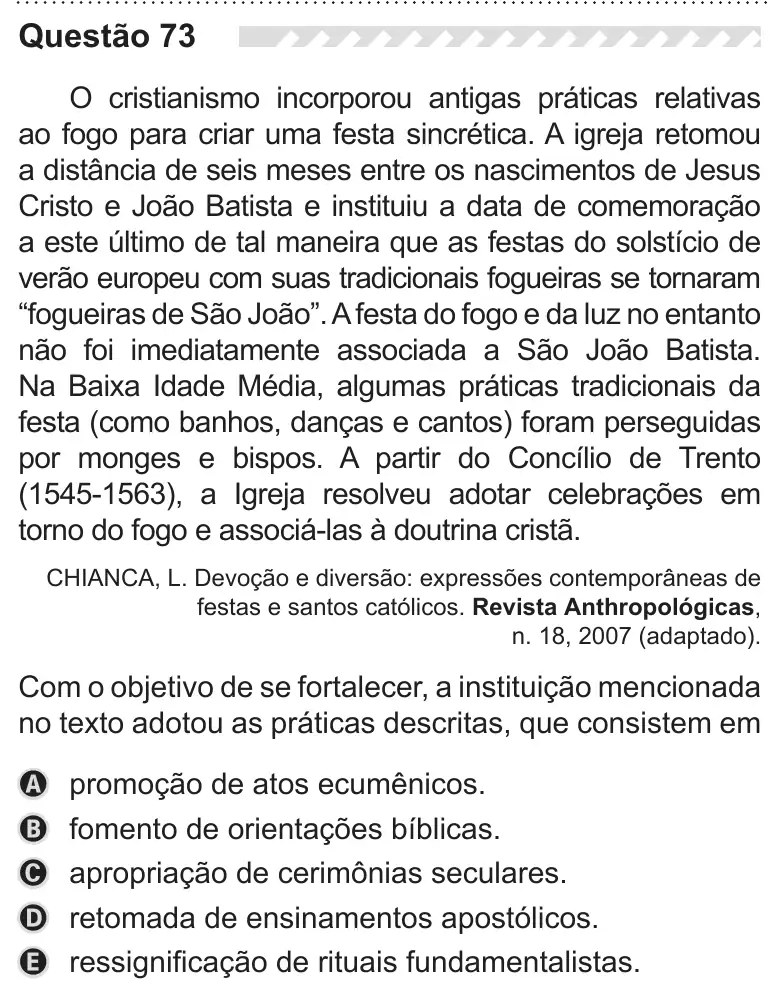 Questão 73
O cristianismo incorporou antigas práticas relativas
ao fogo para criar uma festa sincrética. A igreja retomou
a distância de seis meses entre os nascimentos de Jesus
Cristo e João Batista e instituiu a data de comemoração
a este último de tal maneira que as festas do solstício de
verão europeu com suas tradicionais fogueiras se tornaram
“fogueiras de São João”. A festa do fogo e da luz no entanto
não foi imediatamente associada a São João Batista.
Na Baixa Idade Média, algumas práticas tradicionais da
festa (como banhos, danças e cantos) foram perseguidas
por monges e bispos. A partir do Concílio de Trento
(1545-1563), a Igreja resolveu adotar celebrações em
torno do fogo e associá-las à doutrina cristã.
CHIANCA, L. Devoção e diversão: expressões contemporâneas de
festas e santos católicos. Revista Anthropológicas,
n. 18, 2007 (adaptado).
Com o objetivo de se fortalecer, a instituição mencionada
no texto adotou as práticas descritas, que consistem em
A promoção de atos ecumênicos.
B fomento de orientações bíblicas.
C apropriação de cerimônias seculares.
D retomada de ensinamentos apostólicos.
E ressignificação de rituais fundamentalistas.